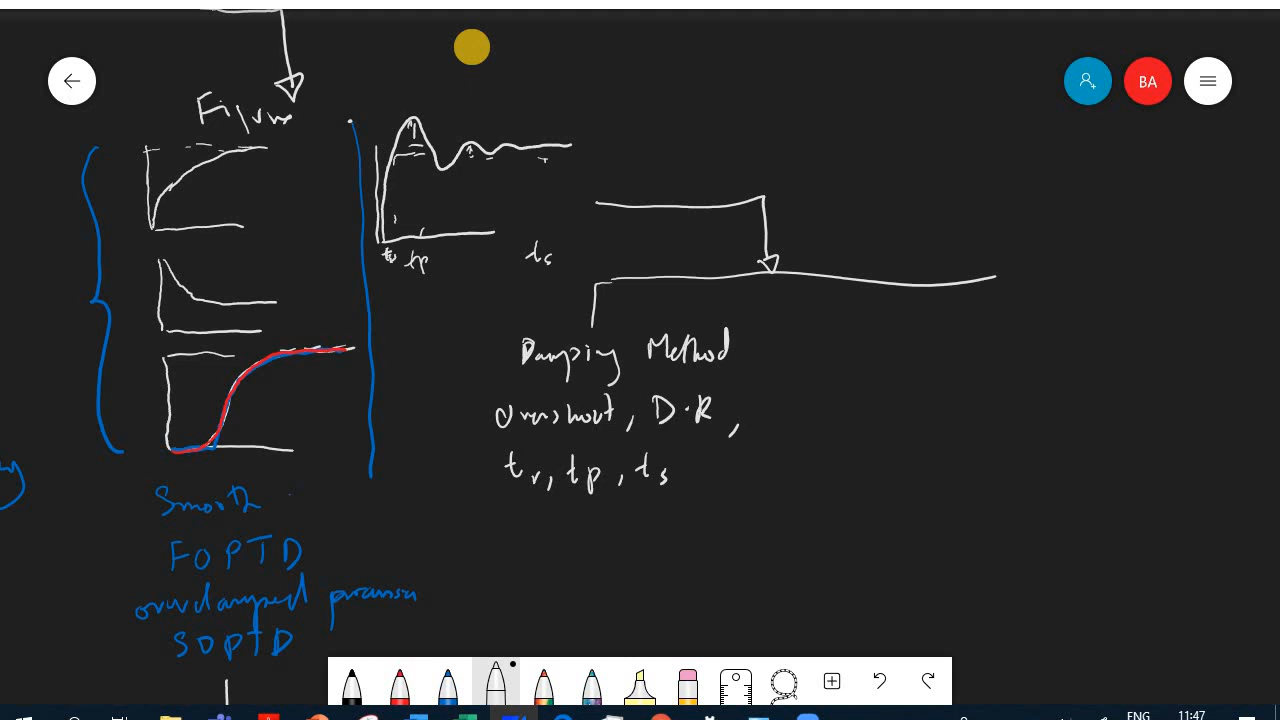 BA
Figure
tr tp ts
Damping Method
overshoot, D.R,
tr, tp, ts
Smooth
FOPTD
overdamped process
SOPTD
ENG 11:47